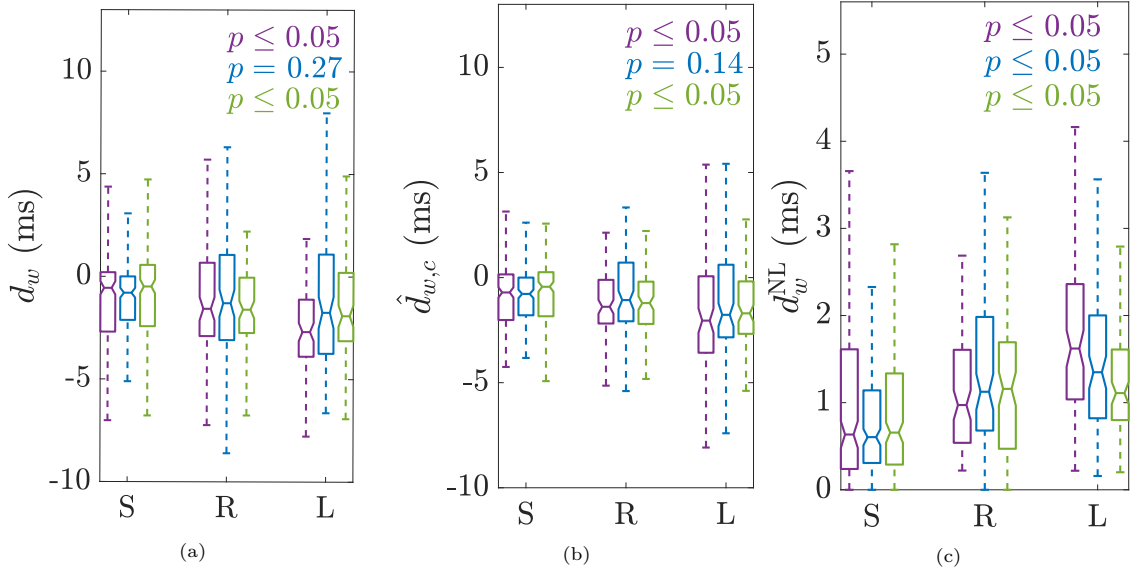 p ≤ 0.05
p = 0.27
p ≤ 0.05
10
5
0
-5
-10
d_w (ms)
S R L
(a)
p ≤ 0.05
p = 0.14
p ≤ 0.05
10
5
0
-5
-10
d̂_{w,c} (ms)
S R L
(b)
p ≤ 0.05
p ≤ 0.05
p ≤ 0.05
5
4
3
2
1
0
d_w^{NL} (ms)
S R L
(c)